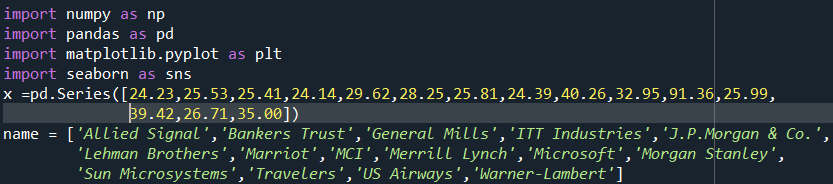 import numpy as np
import pandas as pd
import matplotlib.pyplot as plt
import seaborn as sns
x =pd.Series([24.23,25.53,25.41,24.14,29.62,28.25,25.81,24.39,40.26,32.95,91.36,25.99,
39.42,26.71,35.00])
name = ['Allied Signal','Bankers Trust','General Mills','ITT Industries','J.P.Morgan & Co.',
'Lehman Brothers','Marriot','MCI','Merrill Lynch','Microsoft','Morgan Stanley',
'Sun Microsystems','Travelers','US Airways','Warner-Lambert']